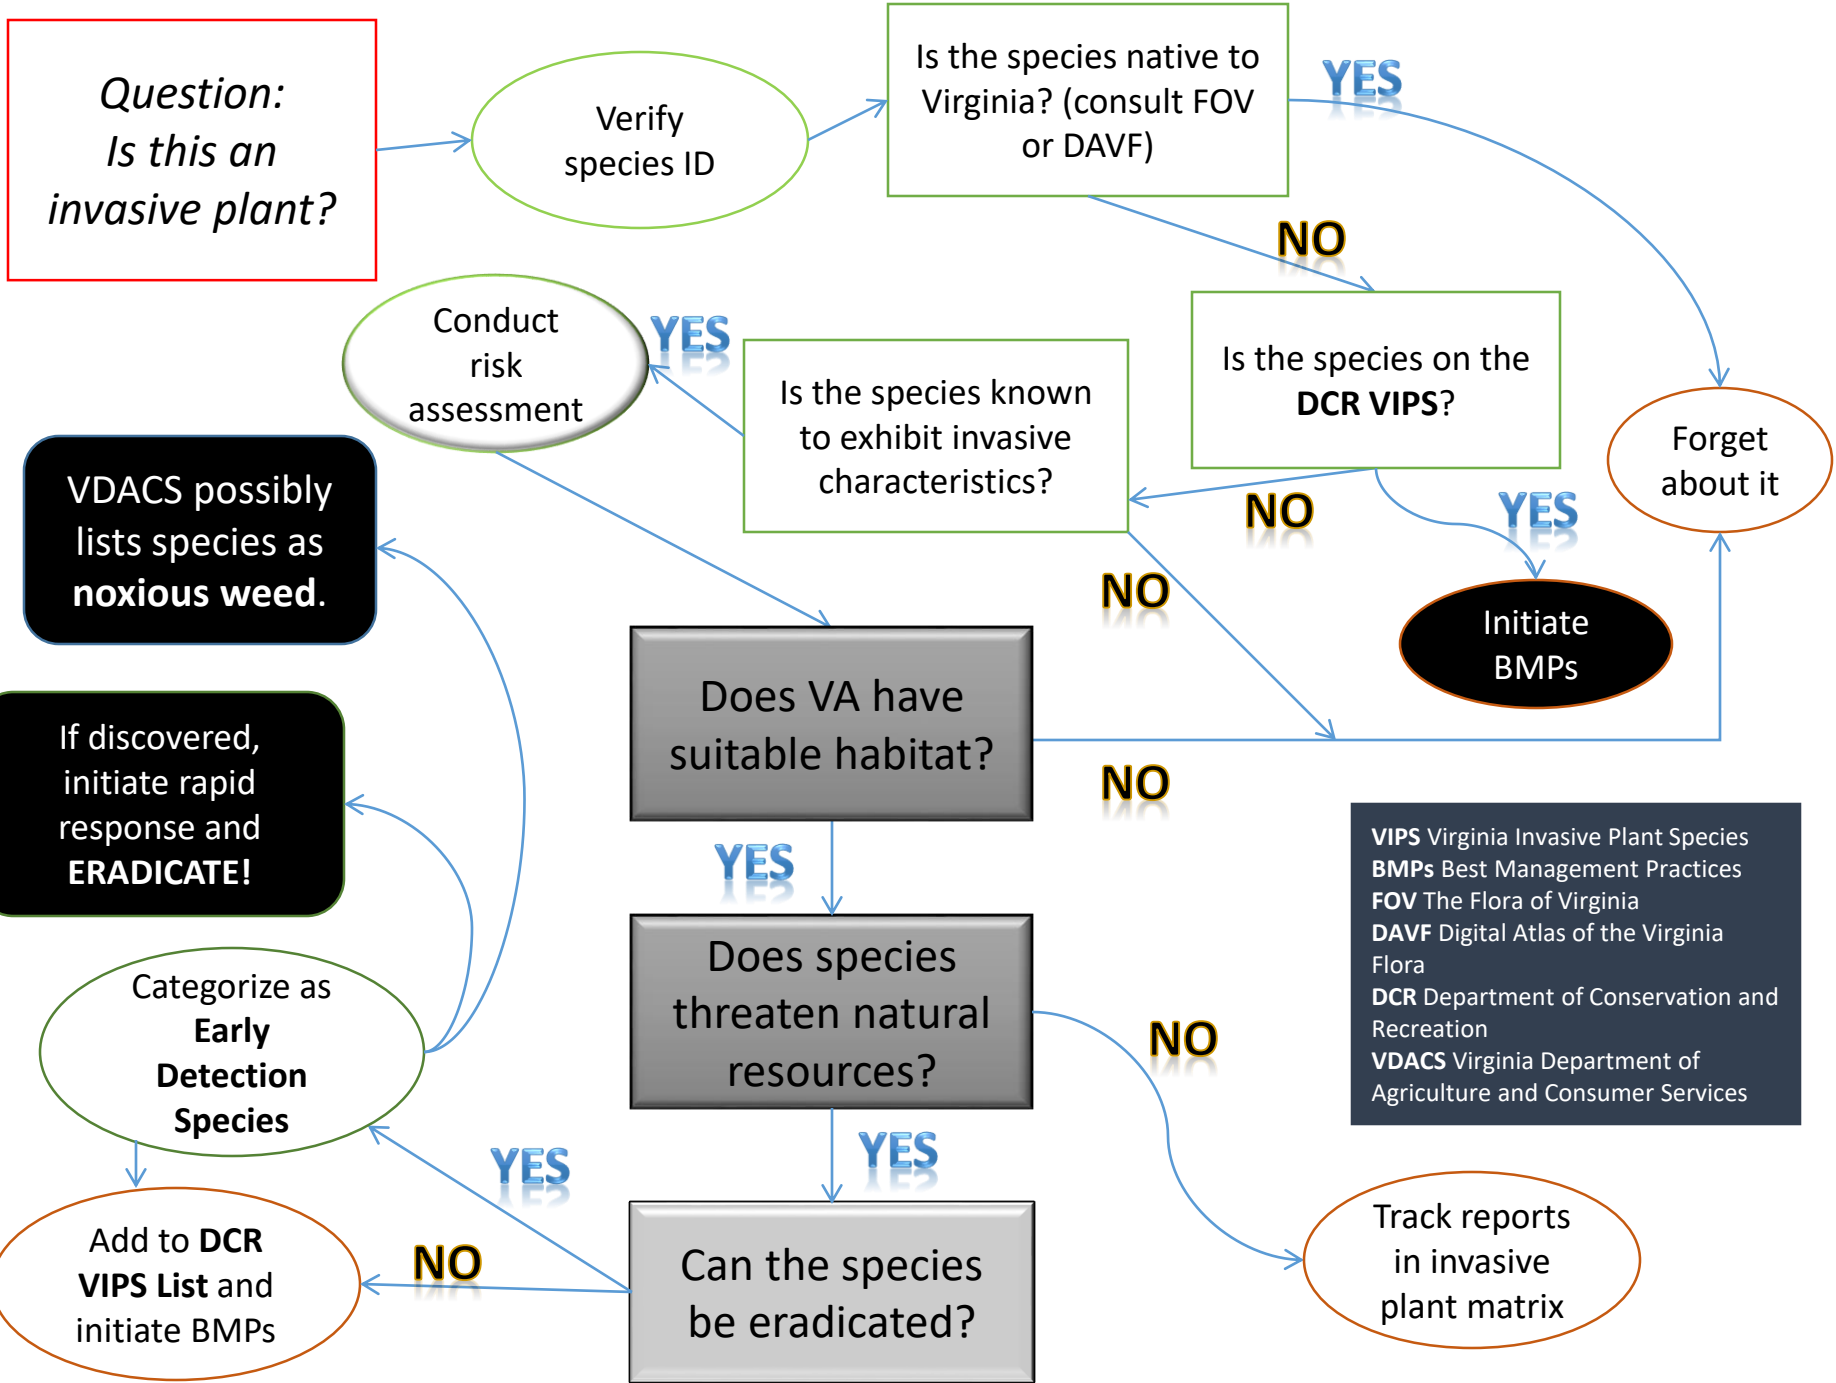 Question:
Is this an
invasive plant?
Verify
species ID
Is the species native to
Virginia? (consult FOV
or DAVF)
YES
NO
Conduct
risk
assessment
YES
Is the species known
to exhibit invasive
characteristics?
Is the species on the
DCR VIPS?
Forget
about it
NO
YES
NO
Initiate
BMPs
VDACS possibly
lists species as
noxious weed.
Does VA have
suitable habitat?
NO
If discovered,
initiate rapid
response and
ERADICATE!
YES
VIPS Virginia Invasive Plant Species
BMPs Best Management Practices
FOV The Flora of Virginia
DAVF Digital Atlas of the Virginia
Flora
DCR Department of Conservation and
Recreation
VDACS Virginia Department of
Agriculture and Consumer Services
Does species
threaten natural
resources?
NO
Categorize as
Early
Detection
Species
YES
YES
Add to DCR
VIPS List and
initiate BMPs
NO
Can the species
be eradicated?
Track reports
in invasive
plant matrix